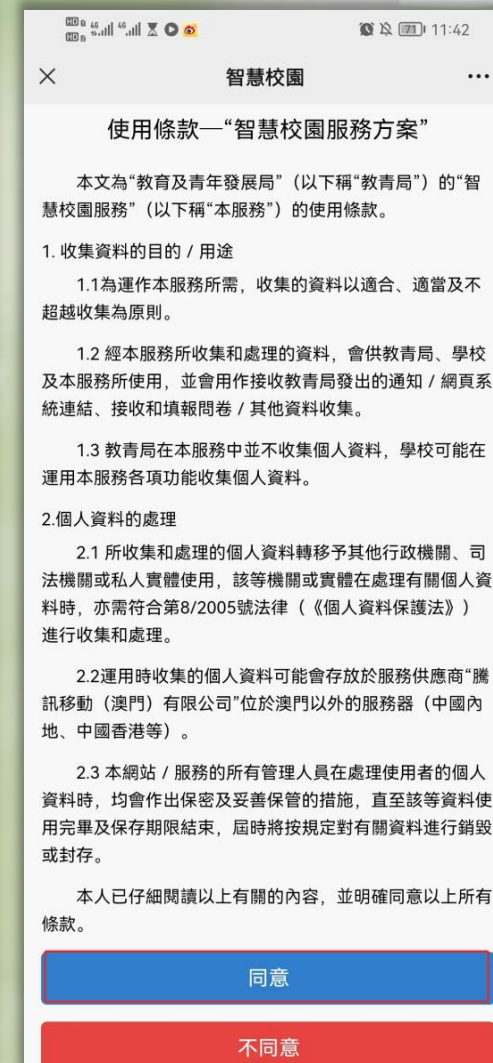 11:42
71
智慧校園
使用條款—“智慧校園服務方案”
本文為“教育及青年發展局”（以下稱“教青局”）的“智
慧校園服務”（以下稱“本服務”）的使用條款。
1. 收集資料的目的 / 用途
1.1為運作本服務所需，收集的資料以適合、適當及不
超越收集為原則。
1.2 經本服務所收集和處理的資料，會供教青局、學校
及本服務所使用，並會用作接收教青局發出的通知 / 網頁系
統連結、接收和填報問卷 / 其他資料收集。
1.3 教青局在本服務中並不收集個人資料，學校可能在
運用本服務各項功能收集個人資料。
2.個人資料的處理
2.1 所收集和處理的個人資料轉移予其他行政機關、司
法機關或私人實體使用，該等機關或實體在處理有關個人資
料時，亦需符合第8/2005號法律（《個人資料保護法》）
進行收集和處理。
2.2運用時收集的個人資料可能會存放於服務供應商“騰
訊移動（澳門）有限公司”位於澳門以外的服務器（中國內
地、中國香港等）。
2.3 本網站 / 服務的所有管理人員在處理使用者的個人
資料時，均會作出保密及妥善保管的措施，直至該等資料使
用完畢及保存期限結束，屆時將按規定對有關資料進行銷毀
或封存。
本人已仔細閱讀以上有關的內容，並明確同意以上所有
條款。
同意
不同意